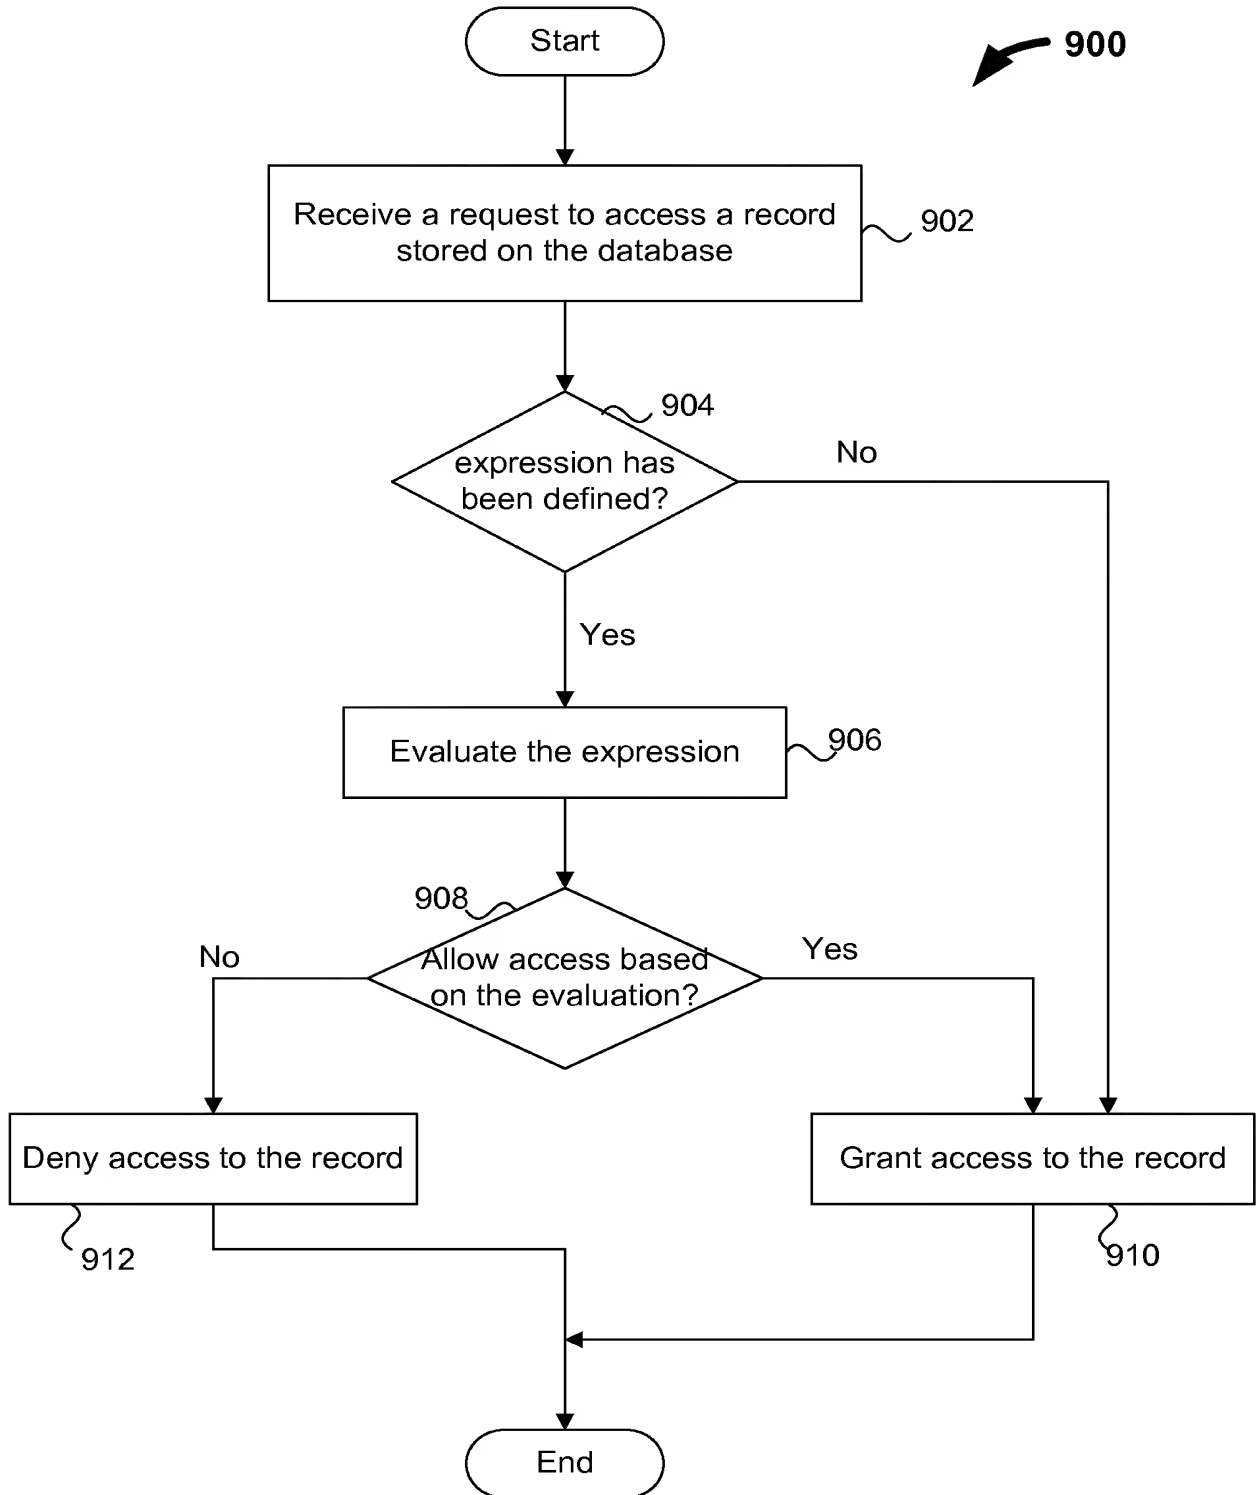 Start
900
Receive a request to access a record
stored on the database
902
904
expression has
been defined?
No
Yes
Evaluate the expression
906
908
Allow access based
on the evaluation?
No
Yes
Deny access to the record
912
Grant access to the record
910
End